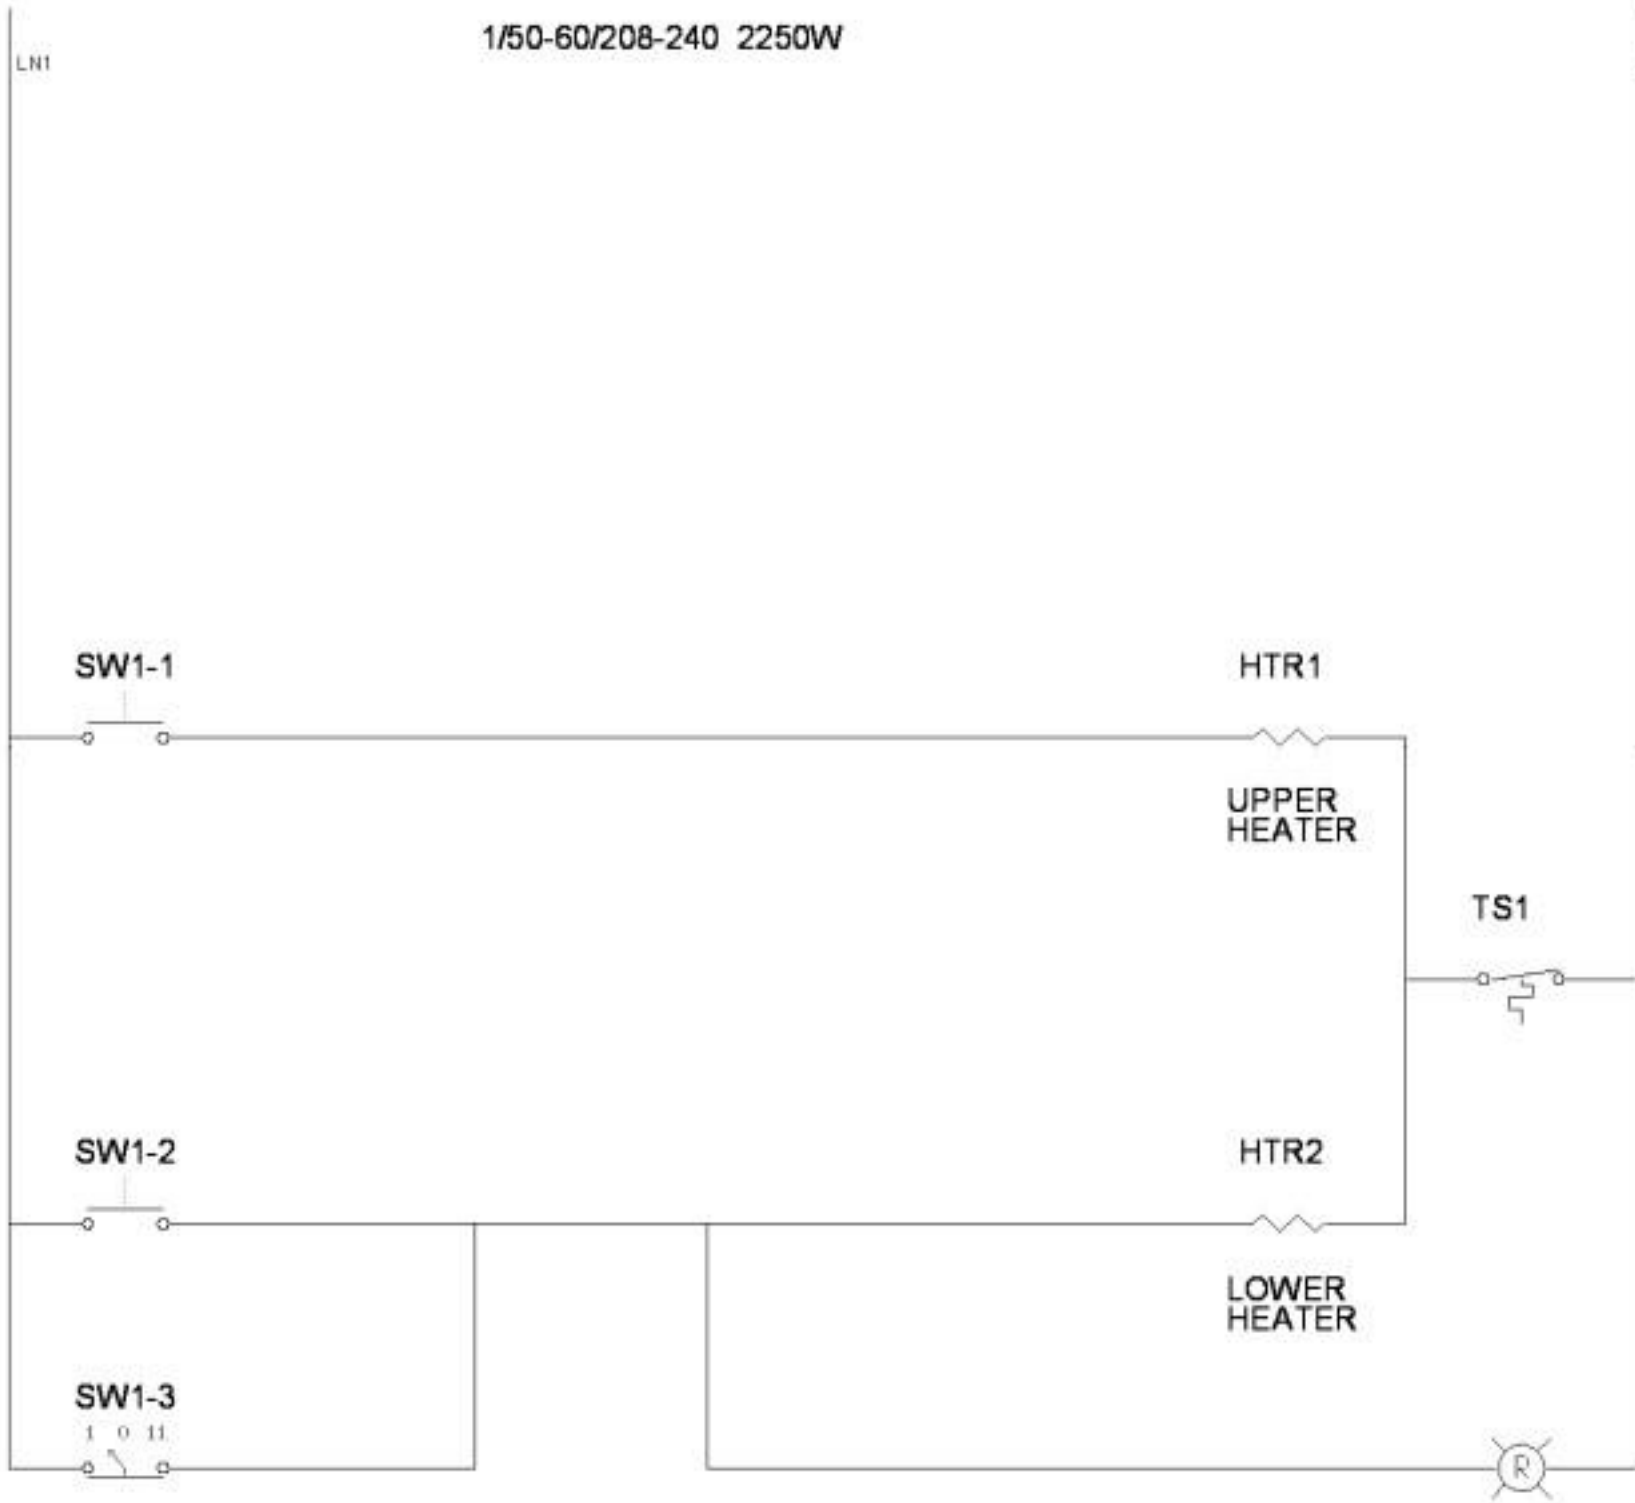 1/50-60/208-240 2250W
LN1
SW1-1
HTR1
UPPER
HEATER
TS1
SW1-2
HTR2
LOWER
HEATER
SW1-3
1 0 11
R